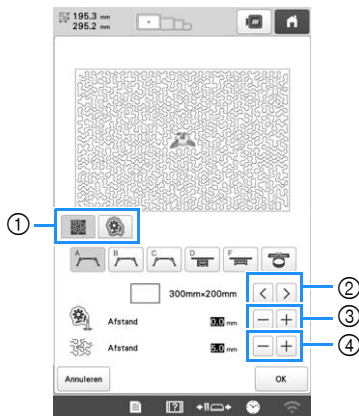 195.3 mm
295.2 mm
①
A B C D F
300mm×200mm < > ②
Afstand 0.0 mm − + ③
Afstand 5.0 mm − + ④
Annuleren OK
[?]